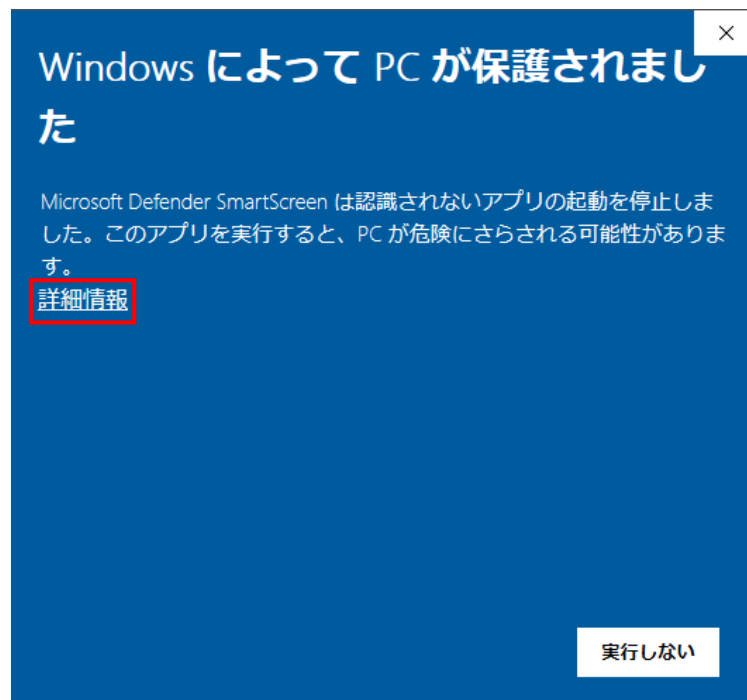 Windows によって PC が保護されまし
た
Microsoft Defender SmartScreen は認識されないアプリの起動を停止しま
した。このアプリを実行すると、PC が危険にさらされる可能性がありま
す。
詳細情報
実行しない